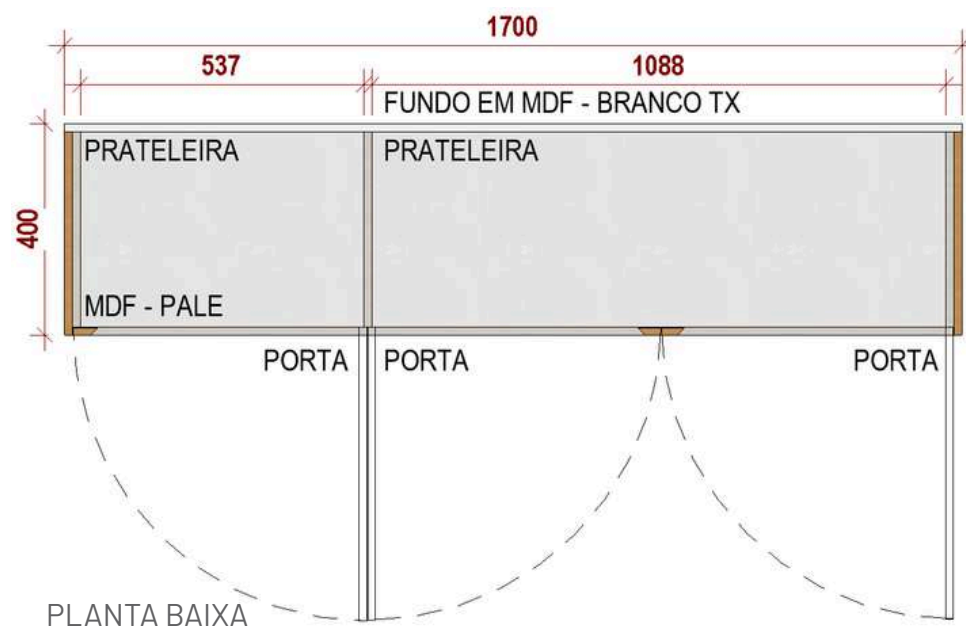 1700
537
1088
FUNDO EM MDF - BRANCO TX
PRATELEIRA
PRATELEIRA
400
MDF - PALE
PORTA
PORTA
PORTA
PLANTA BAIXA